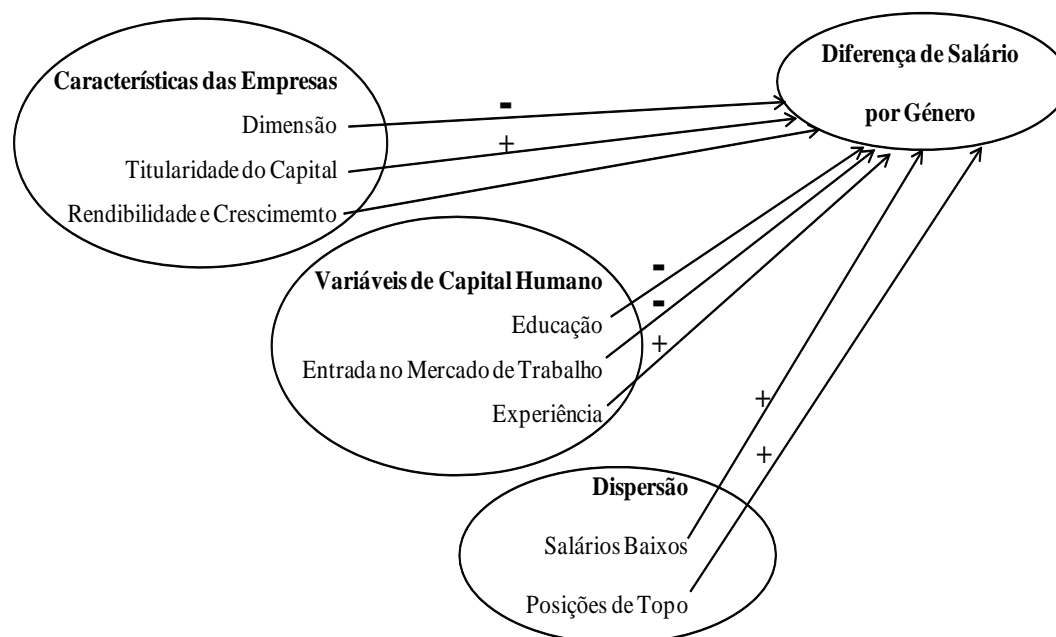 Diferença de Salário
por Género
Características das Empresas
Dimensão
Titularidade do Capital
Rendibilidade e Crescimemto
-
+
Variáveis de Capital Humano
Educação
Entrada no Mercado de Trabalho
Experiência
-
-
+
Dispersão
Salários Baixos
Posições de Topo
+
+